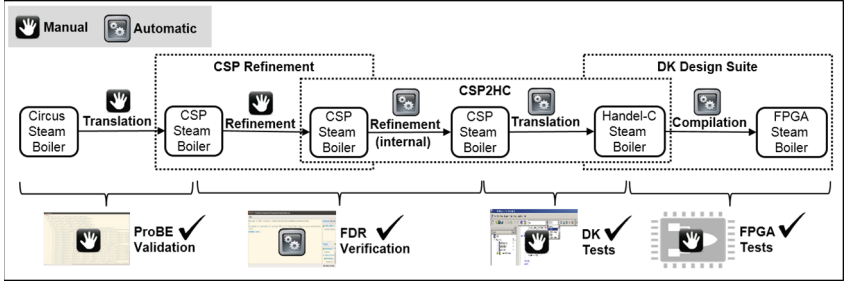 Manual
Automatic
CSP Refinement
DK Design Suite
CSP2HC
Circus
Steam
Boiler
Translation
CSP
Steam
Boiler
Refinement
CSP
Steam
Boiler
Refinement
(internal)
CSP
Steam
Boiler
Translation
Handel-C
Steam
Boiler
Compilation
FPGA
Steam
Boiler
ProBE
Validation
FDR
Verification
DK
Tests
FPGA
Tests